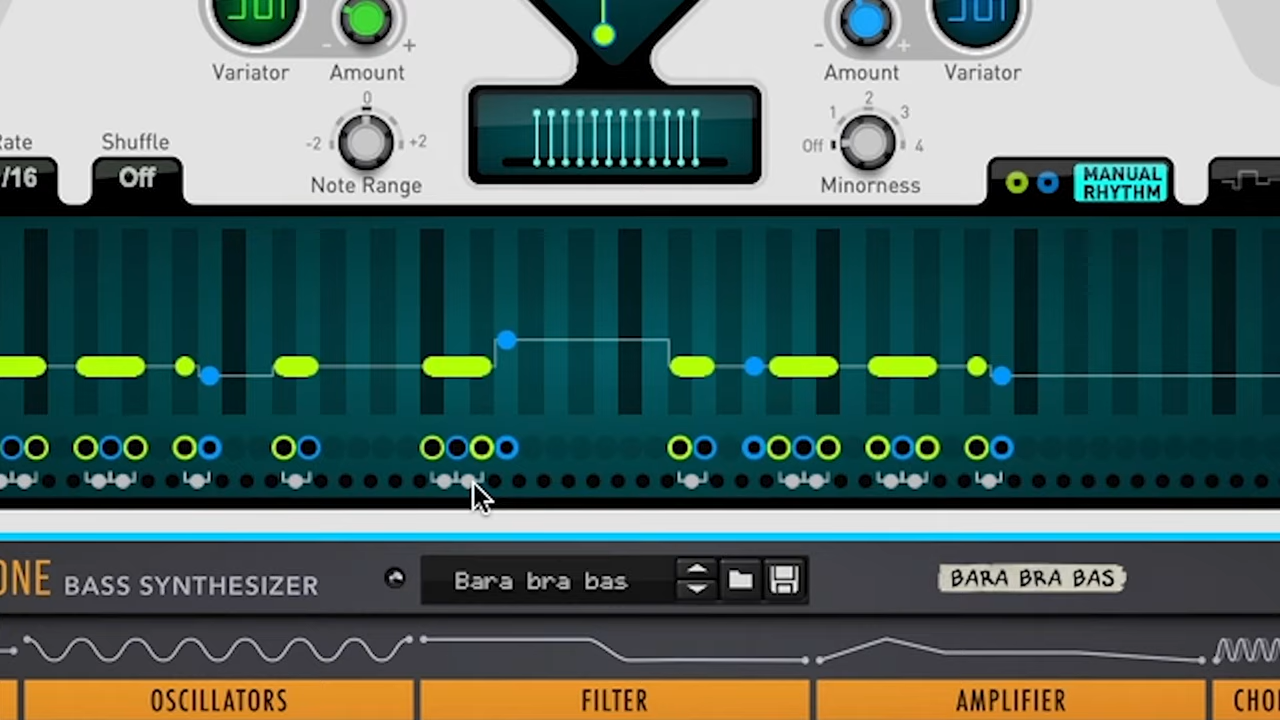 Variator
Amount
- +
0
-2 +2
Note Range
Amount
- +
Variator
1 2 3
Off 4
Minorness
Rate
/16
Shuffle
Off
MANUAL
RHYTHM
ONE BASS SYNTHESIZER
Bara bra bas
BARA BRA BAS
OSCILLATORS
FILTER
AMPLIFIER
CHO